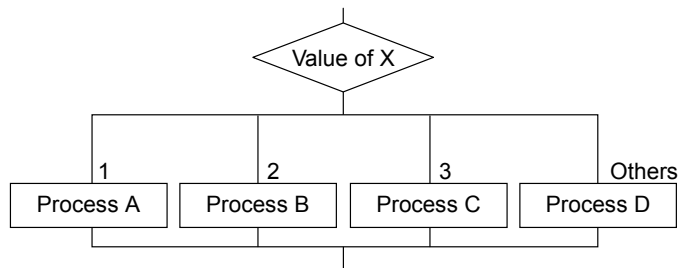 Value of X
1
2
3
Others
Process A
Process B
Process C
Process D